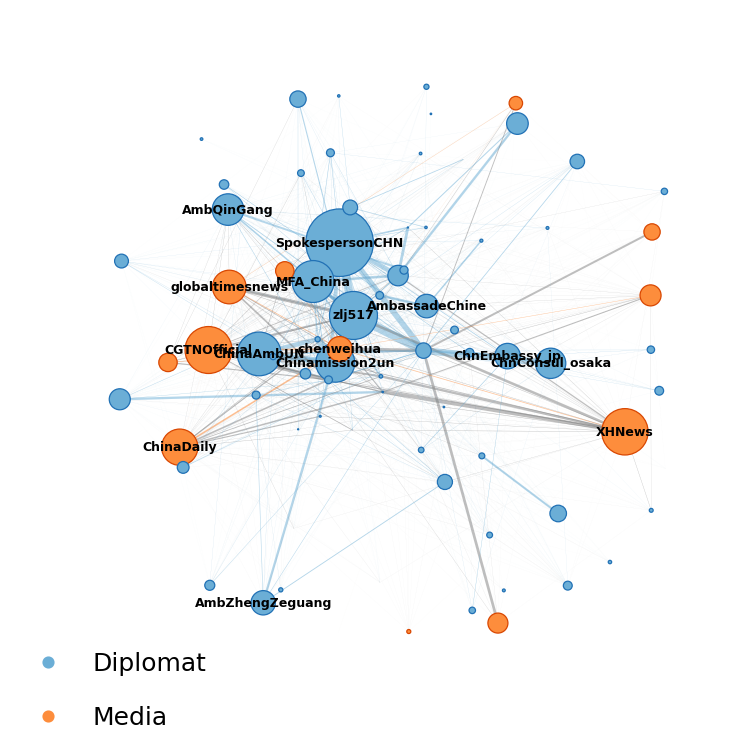 AmbQinGang
SpokespersonCHN
MFA_China
globaltimesnews
AmbassadeChine
zlj517
CGTNOfficial
chenweihua
ChinaAmbUN
ChnEmbassy_jp
Chinamission2un
ChnConsul_osaka
XHNews
ChinaDaily
AmbZhengZeguang
Diplomat
Media